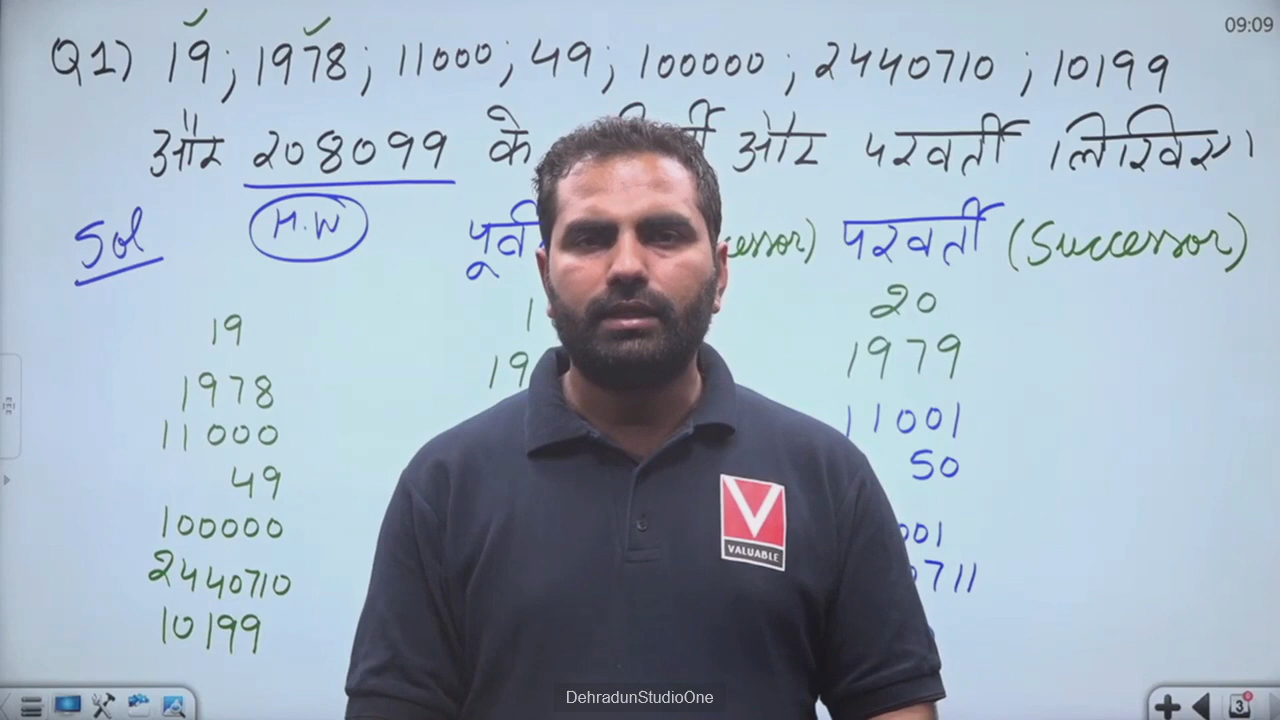 09:09
Q1) 19 ; 1978 ; 11000 ; 49 ; 100000 ; 2440710 ; 10199
और 208099 के और परवर्ती लिखिए।
Sol H.W परवर्ती (Successor)
19 20
1978 1979
11000 11001
49 50
100000
2440710
10199
V
VALUABLE
DehradunStudioOne
3